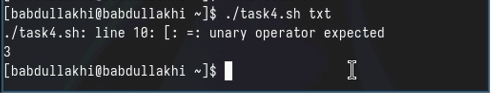 [babdullakhi@babdullakhi ~]$ ./task4.sh txt
./task4.sh: line 10: [: =: unary operator expected
3
[babdullakhi@babdullakhi ~]$